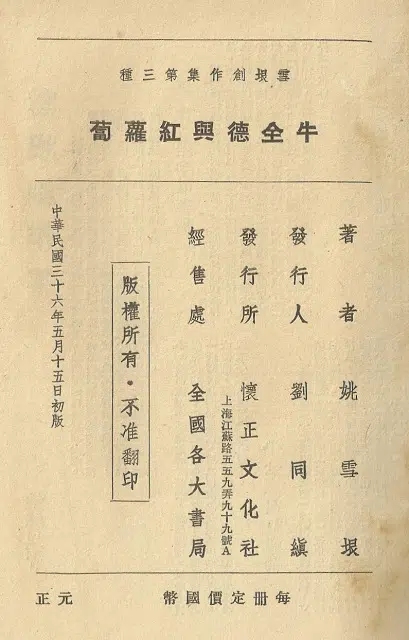 雪垠創作集第三種
牛全德與紅蘿蔔
著者 姚雪垠
發行人 劉同縝
發行所 懷正文化社
上海江蘇路五五九弄九十九號A
經售處 全國各大書局
版權所有・不准翻印
中華民國三十六年五月十五日初版
每冊定價國幣 元正